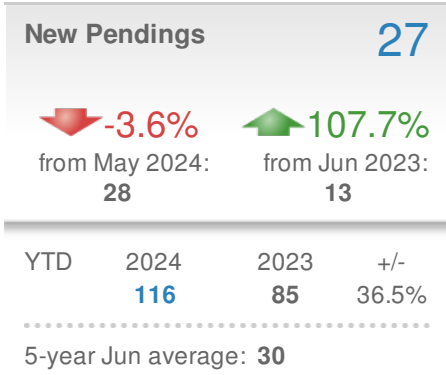 New Pendings 27
-3.6% 107.7%
from May 2024: from Jun 2023:
28 13
YTD 2024 2023 +/-
116 85 36.5%
5-year Jun average: 30